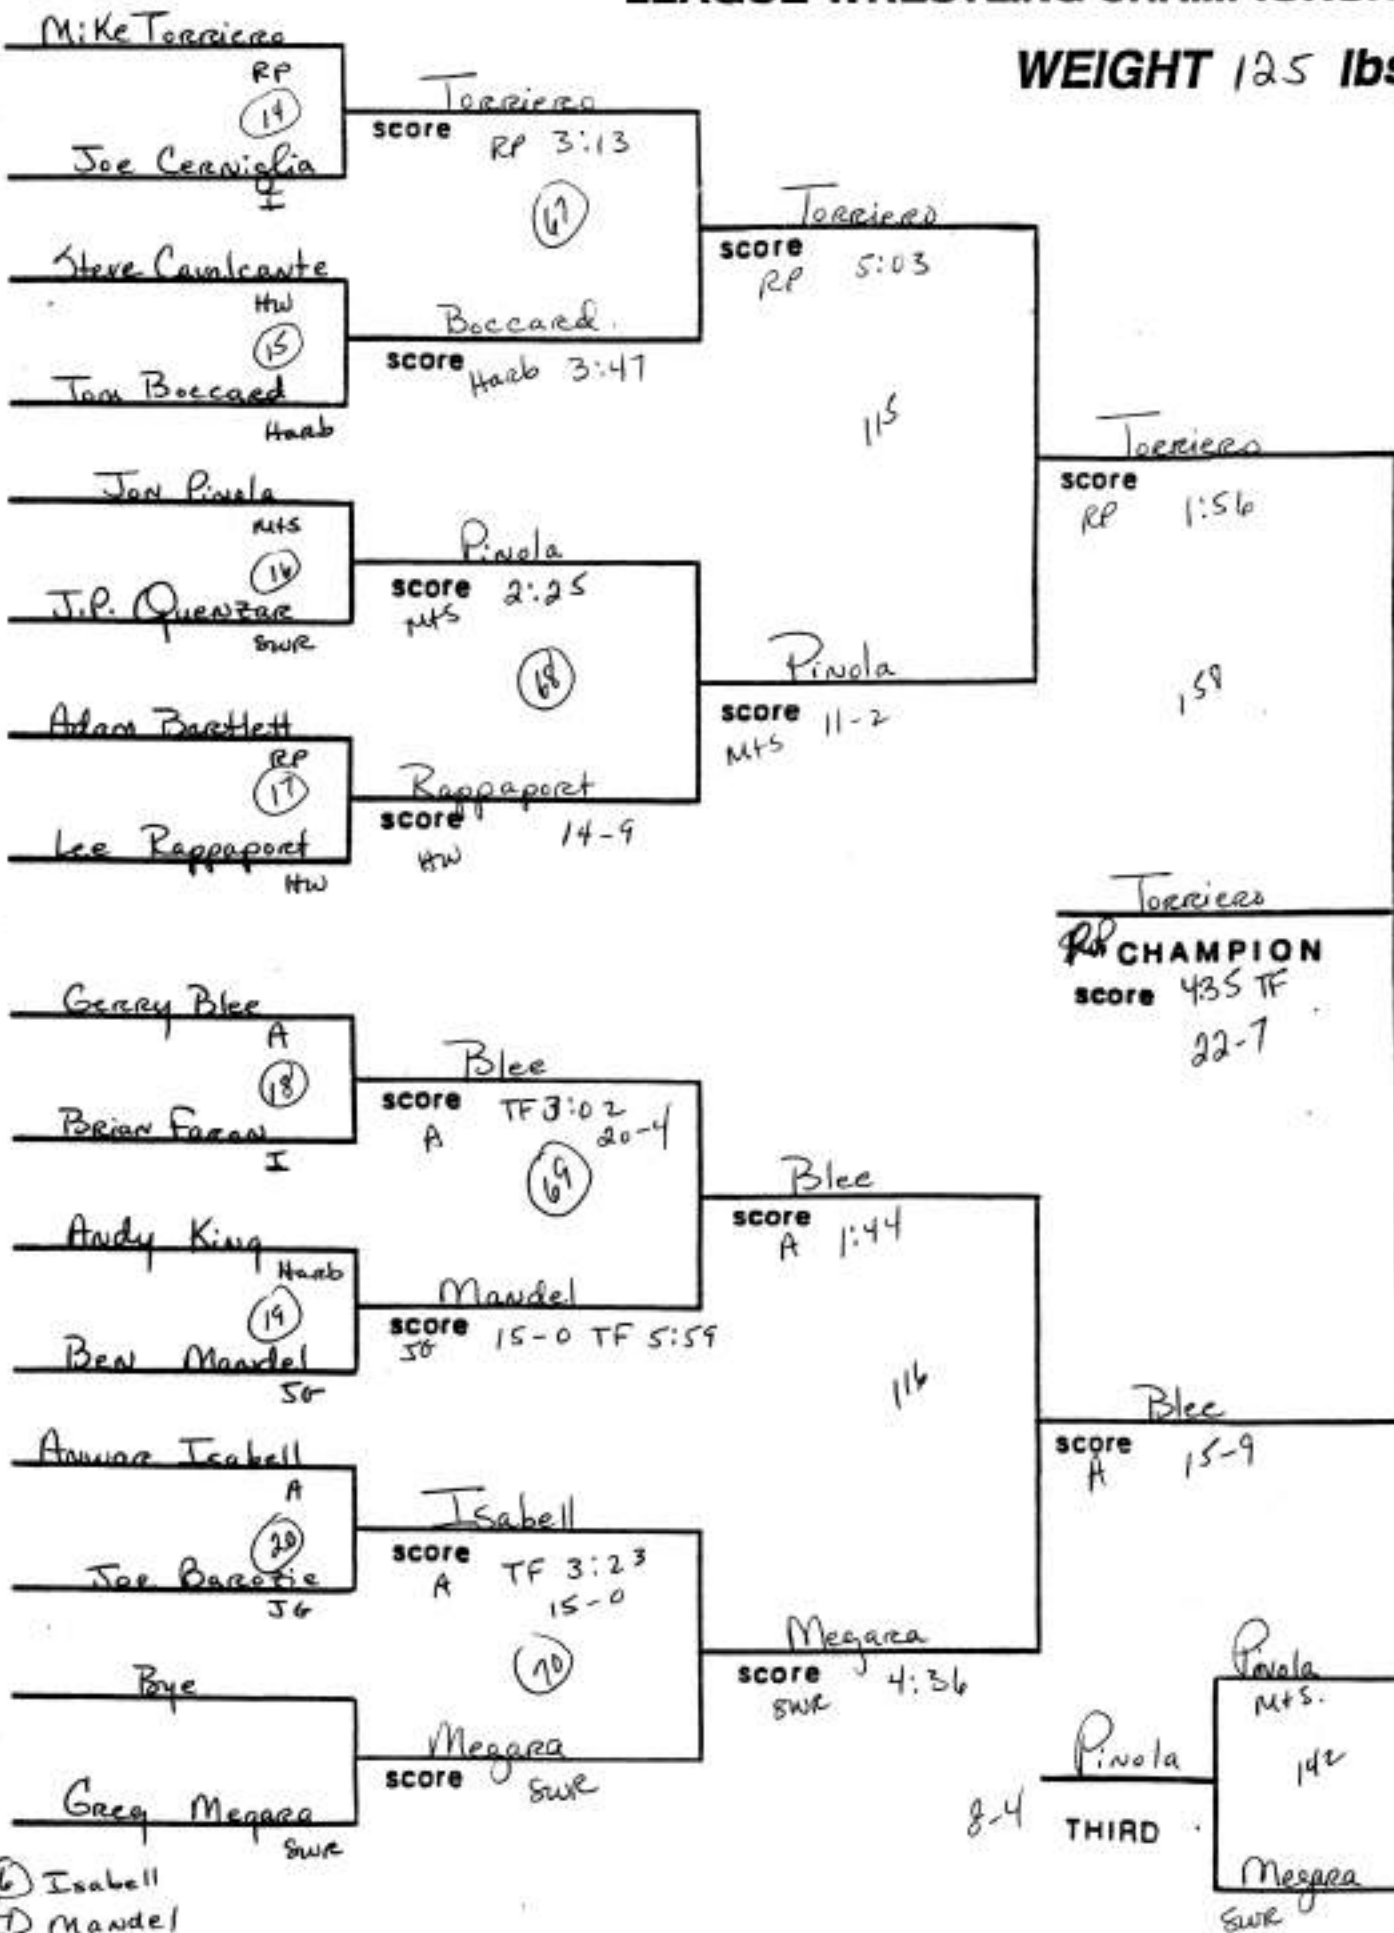 WEIGHT 125 lbs
Mike Torriero
RP
14
Joe Cerniglia
I
Torriero
score
RP 3:13
67
Steve Cavalcante
HW
15
Tom Boccard
Harb
Boccard.
score
Harb 3:47
Torriero
score
RP 5:03
115
Jon Pinola
MtS
16
J.P. Quenzar
SWR
Pinola
score 2:25
MtS
68
Adam Bartlett
RP
17
Lee Rappaport
HW
Rappaport
score 14-9
HW
Pinola
score 11-2
MtS
Torriero
score
RP 1:56
158
Torriero
RP CHAMPION
score 4:35 TF
22-7
Gerry Blee
A
18
Brian Faron
I
Blee
score TF 3:02
A 20-4
69
Andy King
Harb
19
Ben Mandel
JG
Mandel
score 15-0 TF 5:59
JG
Blee
score
A 1:44
116
Anwar Isabell
A
20
Joe Barozie
JG
Isabell
score TF 3:23
A 15-0
70
Bye
Greg Megara
SWR
Megara
score SWR
Megara
score 4:36
SWR
Blee
score 15-9
A
Pinola
MtS.
142
Megara
SWR
Pinola
8-4 THIRD
Isabell
Mandel